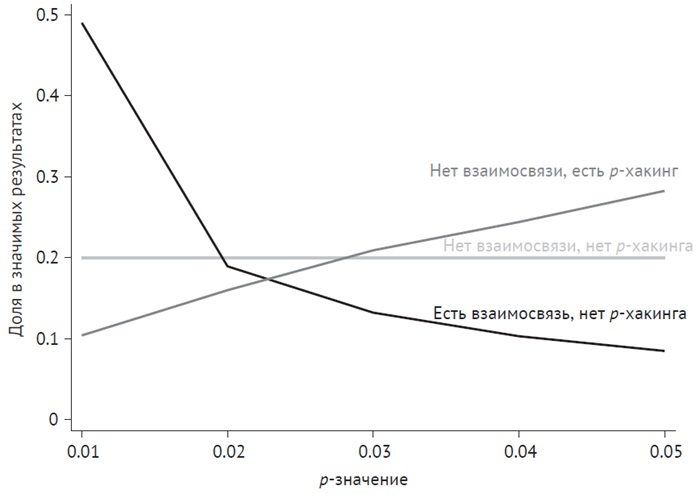 0.5
0.4
0.3
0.2
0.1
0
Доля в значимых результатах
Нет взаимосвязи, есть p-хакинг
Нет взаимосвязи, нет p-хакинга
Есть взаимосвязь, нет p-хакинга
0.01 0.02 0.03 0.04 0.05
p-значение